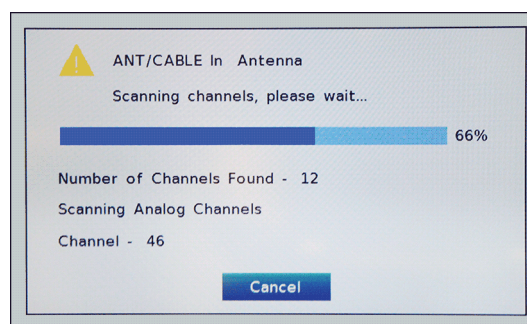 ANT/CABLE In Antenna
Scanning channels, please wait...
66%
Number of Channels Found - 12
Scanning Analog Channels
Channel - 46
Cancel